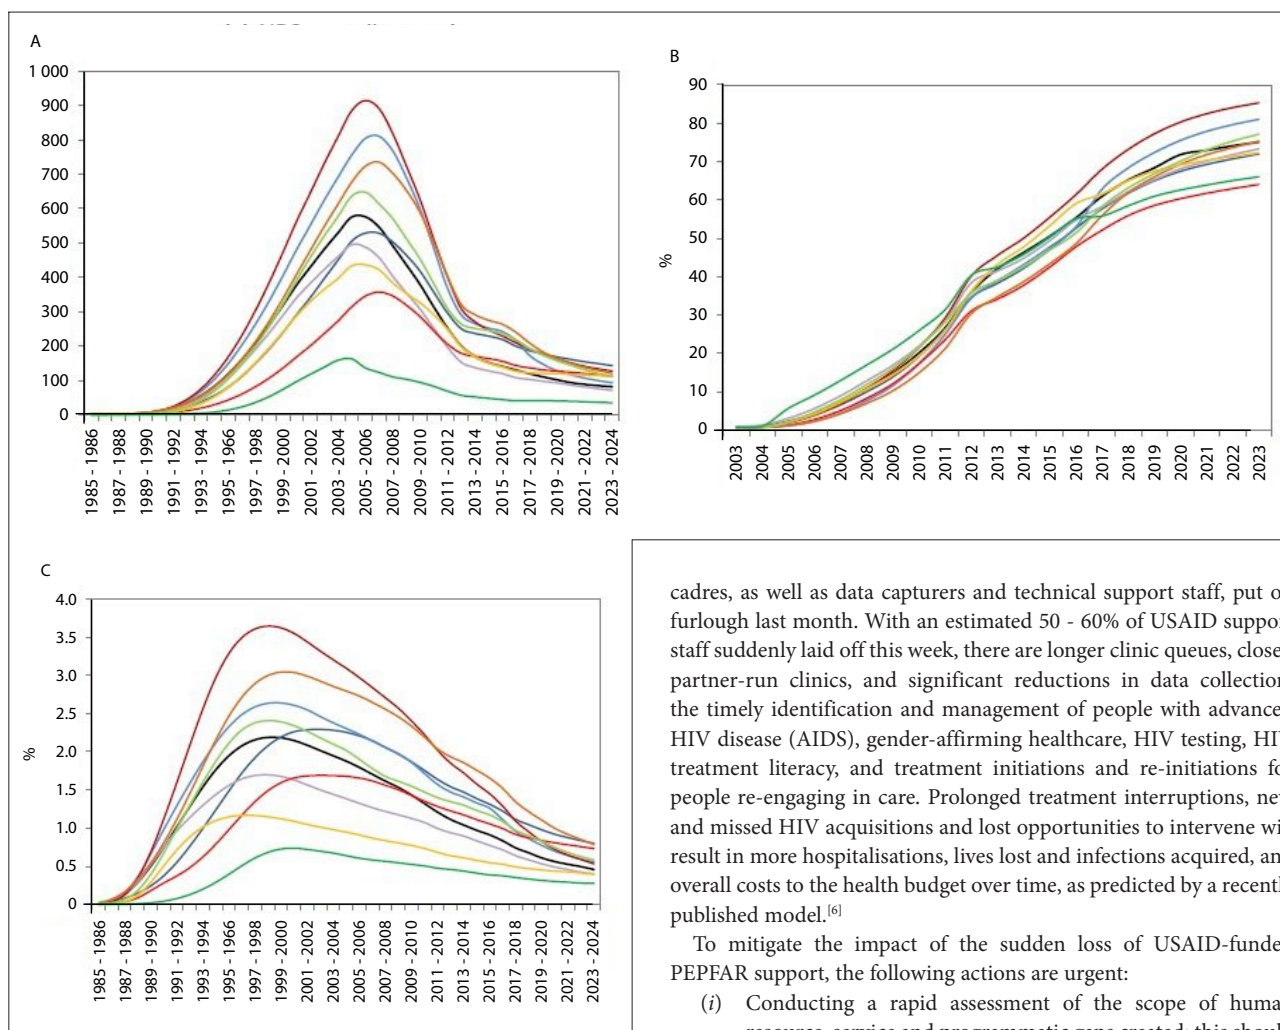 A
1 000
900
800
700
600
500
400
300
200
100
0
1985 - 1986
1987 - 1988
1989 - 1990
1991 - 1992
1993 - 1994
1995 - 1966
1997 - 1998
1999 - 2000
2001 - 2002
2003 - 2004
2005 - 2006
2007 - 2008
2009 - 2010
2011 - 2012
2013 - 2014
2015 - 2016
2017 - 2018
2019 - 2020
2021 - 2022
2023 - 2024
B
90
80
70
60
50
40
30
20
10
0
%
2003
2004
2005
2006
2007
2008
2009
2010
2011
2012
2013
2014
2015
2016
2017
2018
2019
2020
2021
2022
2023
C
4.0
3.5
3.0
2.5
2.0
1.5
1.0
0.5
0
%
1985 - 1986
1987 - 1988
1989 - 1990
1991 - 1992
1993 - 1994
1995 - 1966
1997 - 1998
1999 - 2000
2001 - 2002
2003 - 2004
2005 - 2006
2007 - 2008
2009 - 2010
2011 - 2012
2013 - 2014
2015 - 2016
2017 - 2018
2019 - 2020
2021 - 2022
2023 - 2024
cadres, as well as data capturers and technical support staff, put
furlough last month. With an estimated 50 - 60% of USAID
staff suddenly laid off this week, there are longer clinic queues,
partner-run clinics, and significant reductions in data
the timely identification and management of people with
HIV disease (AIDS), gender-affirming healthcare, HIV testing,
treatment literacy, and treatment initiations and re-initiations
people re-engaging in care. Prolonged treatment interruptions,
and missed HIV acquisitions and lost opportunities to intervene
result in more hospitalisations, lives lost and infections acquired,
overall costs to the health budget over time, as predicted by a
published model.[6]
To mitigate the impact of the sudden loss of
PEPFAR support, the following actions are urgent:
(i) Conducting a rapid assessment of the scope of